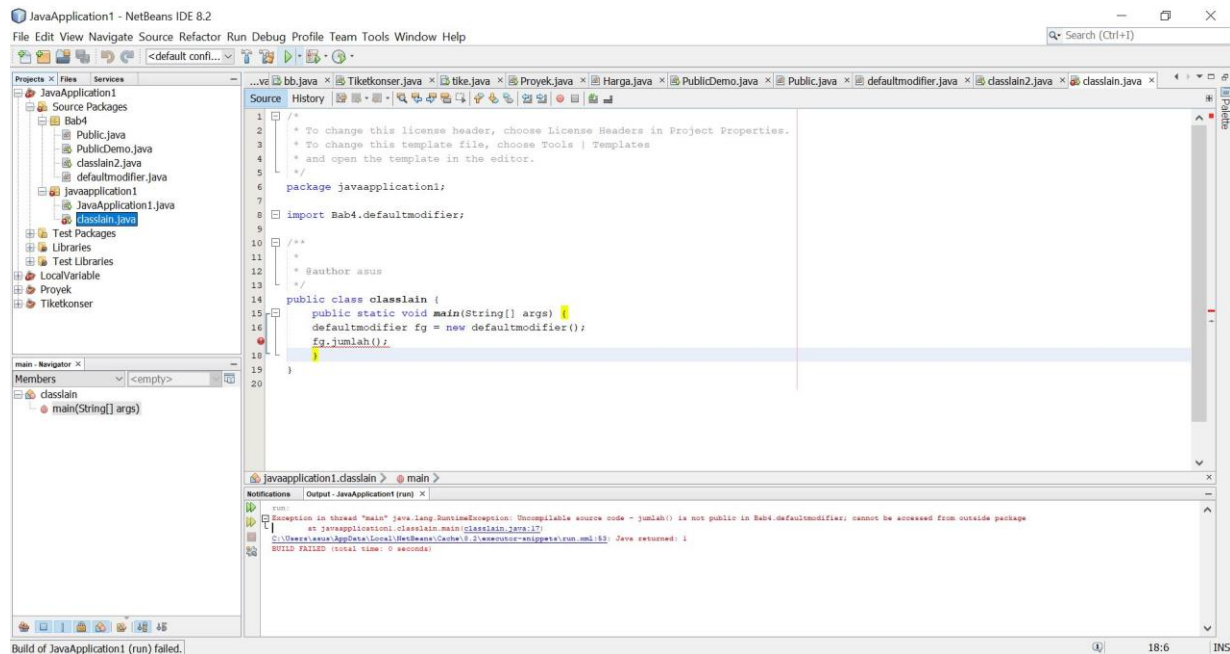 JavaApplication1 - NetBeans IDE 8.2
File Edit View Navigate Source Refactor Run Debug Profile Team Tools Window Help
Search (Ctrl+I)
<default confi...
Projects Files Services
JavaApplication1
Source Packages
Bab4
Public.java
PublicDemo.java
classlain2.java
defaultmodifier.java
javaapplication1
JavaApplication1.java
classlain.java
Test Packages
Libraries
Test Libraries
LocalVariable
Proyek
Tiketkonser
main - Navigator
Members <empty>
classlain
main(String[] args)
...va bb.java Tiketkonser.java tike.java Proyek.java Harga.java PublicDemo.java Public.java defaultmodifier.java classlain2.java classlain.java
Source History
Palette
1 /*
2 * To change this license header, choose License Headers in Project Properties.
3 * To change this template file, choose Tools | Templates
4 * and open the template in the editor.
5 */
6 package javaapplication1;
7
8 import Bab4.defaultmodifier;
9
10 /**
11 *
12 * @author asus
13 */
14 public class classlain {
15 public static void main(String[] args) {
16 defaultmodifier fg = new defaultmodifier();
fg.jumlah();
18 }
19 }
20
javaapplication1.classlain > main >
Notifications Output - JavaApplication1 (run)
run:
Exception in thread "main" java.lang.RuntimeException: Uncompilable source code - jumlah() is not public in Bab4.defaultmodifier; cannot be accessed from outside package
at javaapplication1.classlain.main(classlain.java:17)
C:\Users\asus\AppData\Local\NetBeans\Cache\8.2\executor-snippets\run.xml:53: Java returned: 1
BUILD FAILED (total time: 0 seconds)
Build of JavaApplication1 (run) failed.
18:6 INS